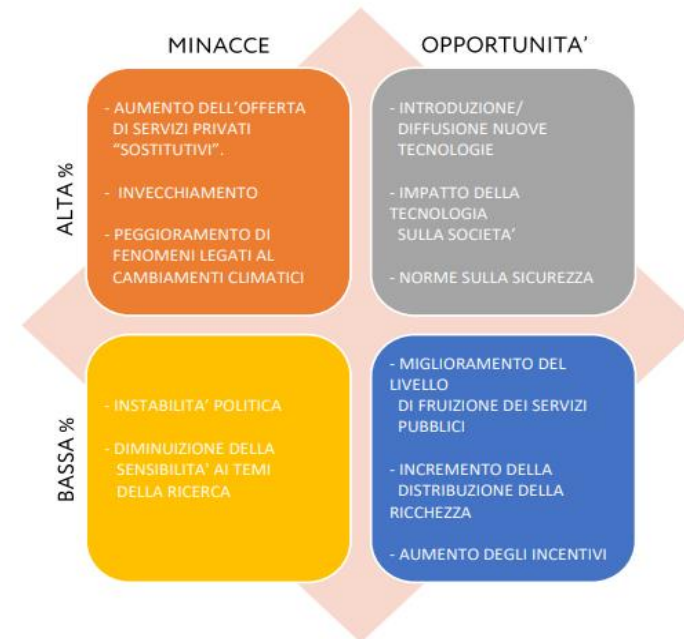 MINACCE
OPPORTUNITA’
ALTA %
- AUMENTO DELL’OFFERTA
DI SERVIZI PRIVATI
“SOSTITUTIVI”.
- INVECCHIAMENTO
- PEGGIORAMENTO DI
FENOMENI LEGATI AL
CAMBIAMENTI CLIMATICI
- INTRODUZIONE/
DIFFUSIONE NUOVE
TECNOLOGIE
- IMPATTO DELLA
TECNOLOGIA
SULLA SOCIETA’
- NORME SULLA SICUREZZA
BASSA %
- INSTABILITA’ POLITICA
- DIMINUIZIONE DELLA
SENSIBILITA’ AI TEMI
DELLA RICERCA
- MIGLIORAMENTO DEL
LIVELLO
DI FRUIZIONE DEI SERVIZI
PUBBLICI
- INCREMENTO DELLA
DISTRIBUZIONE DELLA
RICCHEZZA
- AUMENTO DEGLI INCENTIVI